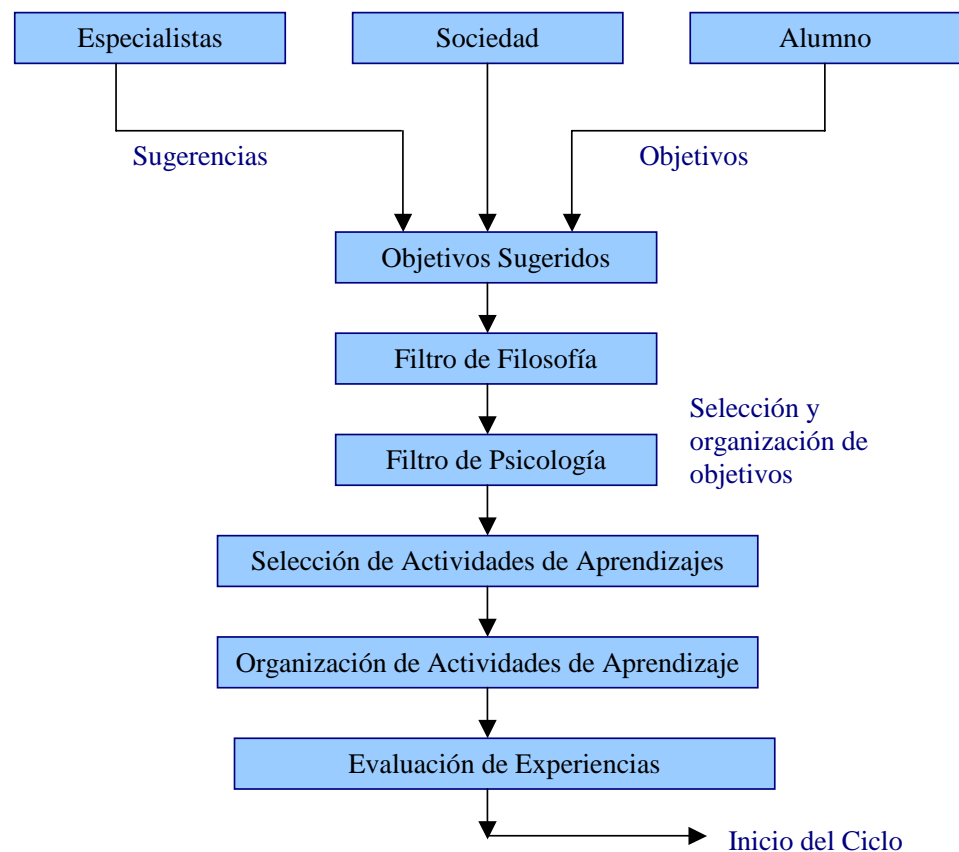 Especialistas
Sociedad
Alumno
Sugerencias
Objetivos
Objetivos Sugeridos
Filtro de Filosofía
Selección y
organización de
objetivos
Filtro de Psicología
Selección de Actividades de Aprendizajes
Organización de Actividades de Aprendizaje
Evaluación de Experiencias
Inicio del Ciclo